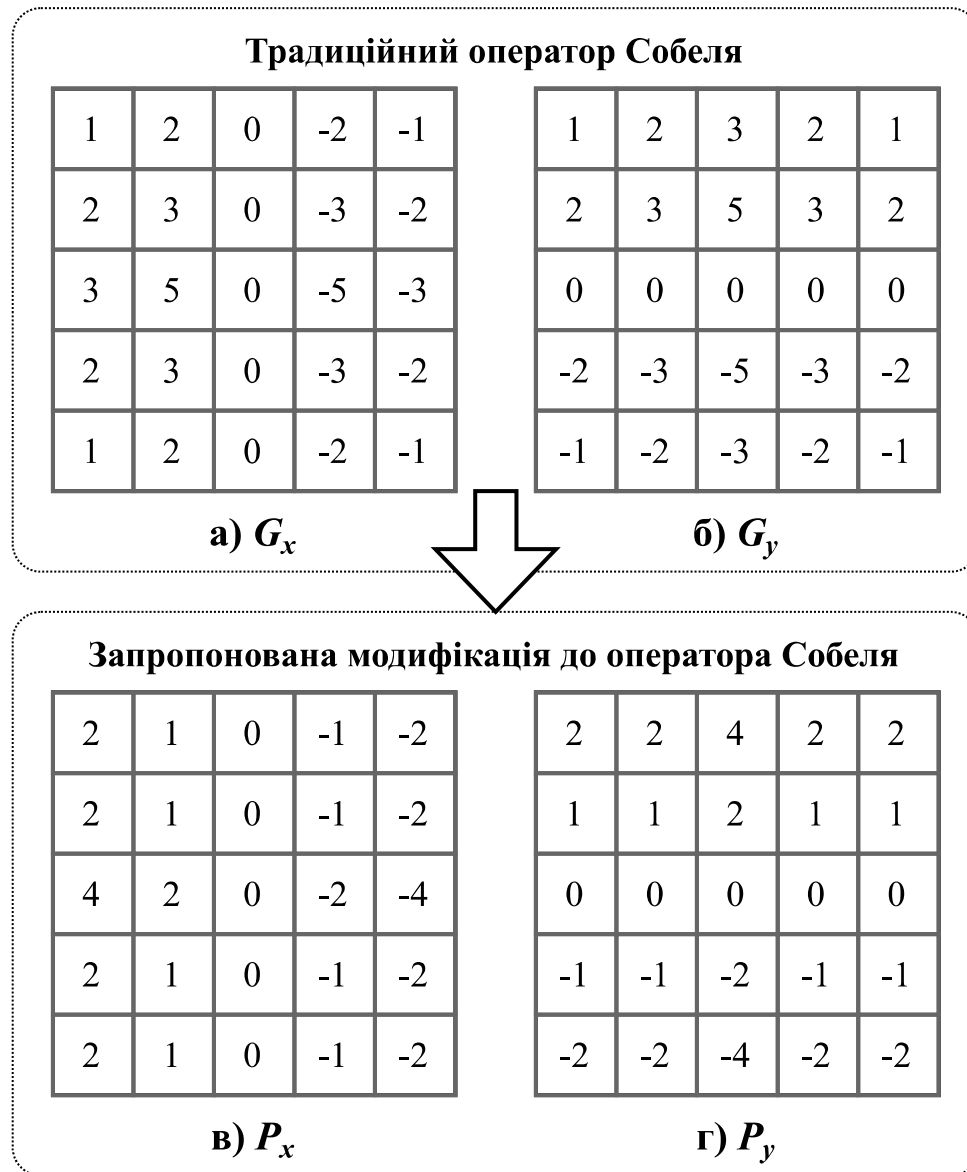 Традиційний оператор Собеля
1 2 0 -2 -1
2 3 0 -3 -2
3 5 0 -5 -3
2 3 0 -3 -2
1 2 0 -2 -1
а) Gx
1 2 3 2 1
2 3 5 3 2
0 0 0 0 0
-2 -3 -5 -3 -2
-1 -2 -3 -2 -1
б) Gy
Запропонована модифікація до оператора Собеля
2 1 0 -1 -2
2 1 0 -1 -2
4 2 0 -2 -4
2 1 0 -1 -2
2 1 0 -1 -2
в) Px
2 2 4 2 2
1 1 2 1 1
0 0 0 0 0
-1 -1 -2 -1 -1
-2 -2 -4 -2 -2
г) Py